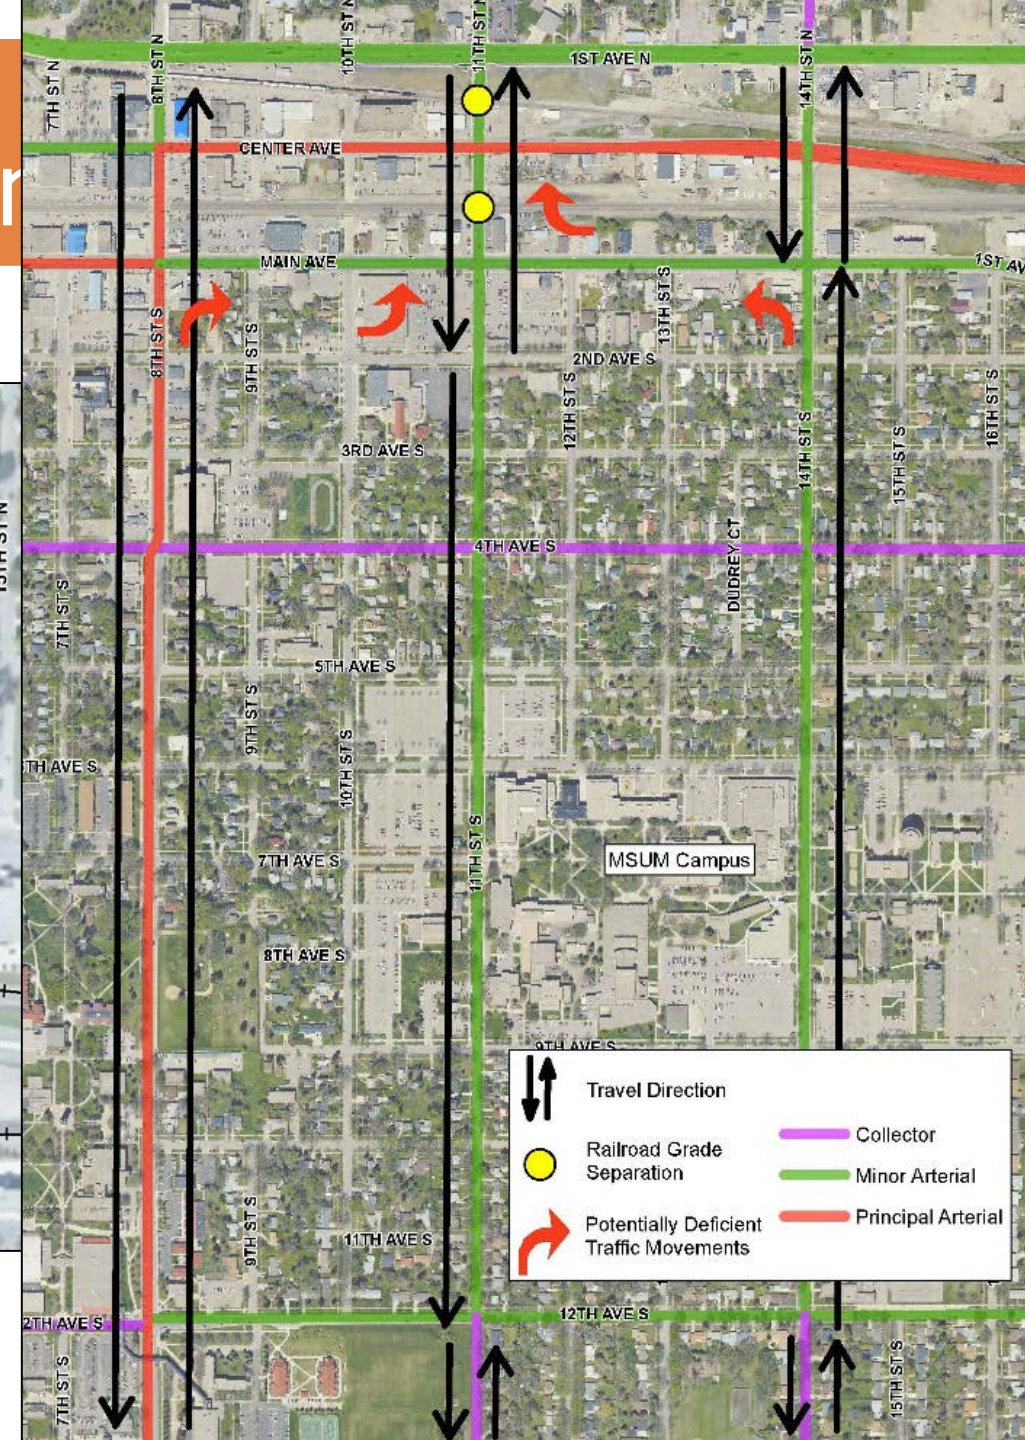 1ST AVE N
7TH ST N
8TH ST N
10TH ST N
11TH ST N
14TH ST N
CENTER AVE
MAIN AVE
1ST AV
8TH ST S
9TH ST S
13TH ST S
2ND AVE S
12TH ST S
16TH ST S
3RD AVE S
14TH ST S
15TH ST S
4TH AVE S
DUDREY CT
7TH ST S
5TH AVE S
9TH ST S
10TH ST S
TH AVE S
11TH ST S
7TH AVE S
MSUM Campus
8TH AVE S
9TH AVE S
Travel Direction
Railroad Grade
Separation
Potentially Deficient
Traffic Movements
Collector
Minor Arterial
Principal Arterial
9TH ST S
11TH AVE S
2TH AVE S
12TH AVE S
7TH ST S
15TH ST S